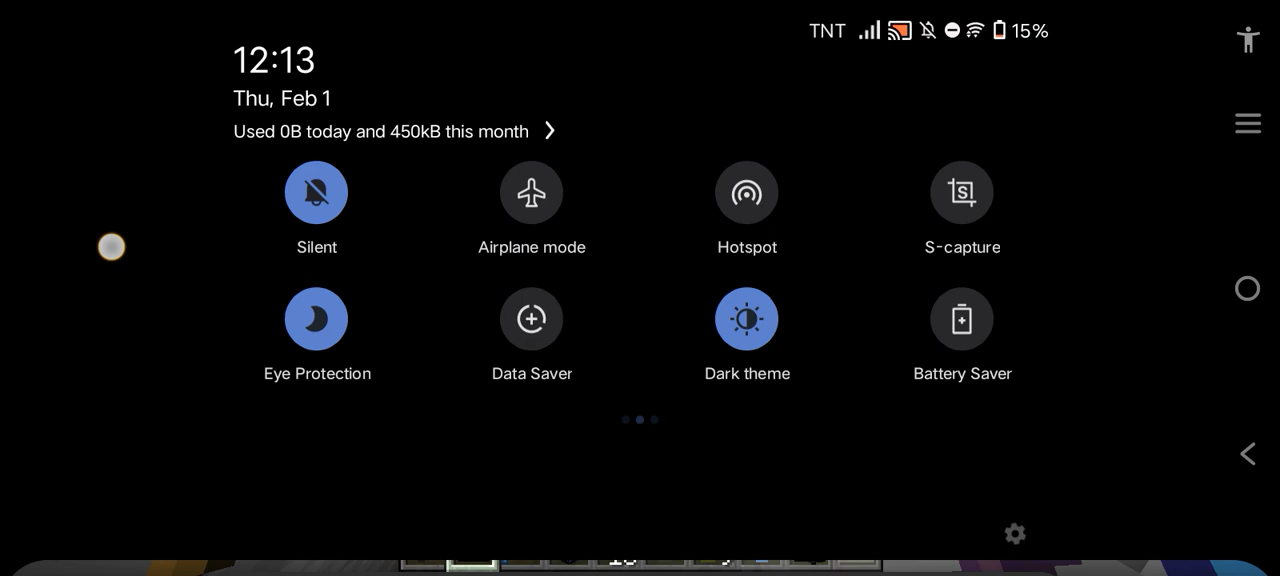 TNT 15%
12:13
Thu, Feb 1
Used 0B today and 450kB this month
Silent Airplane mode Hotspot S-capture
Eye Protection Data Saver Dark theme Battery Saver